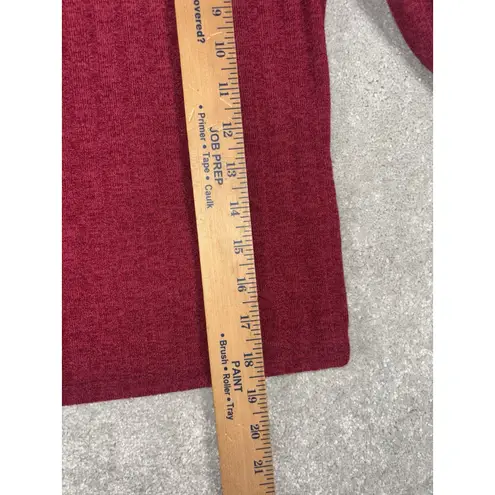 overed?
9
10
11
12
13
14
15
16
17
18
19
20
21
JOB PREP
• Primer • Tape • Caulk
PAINT
• Brush • Roller • Tray